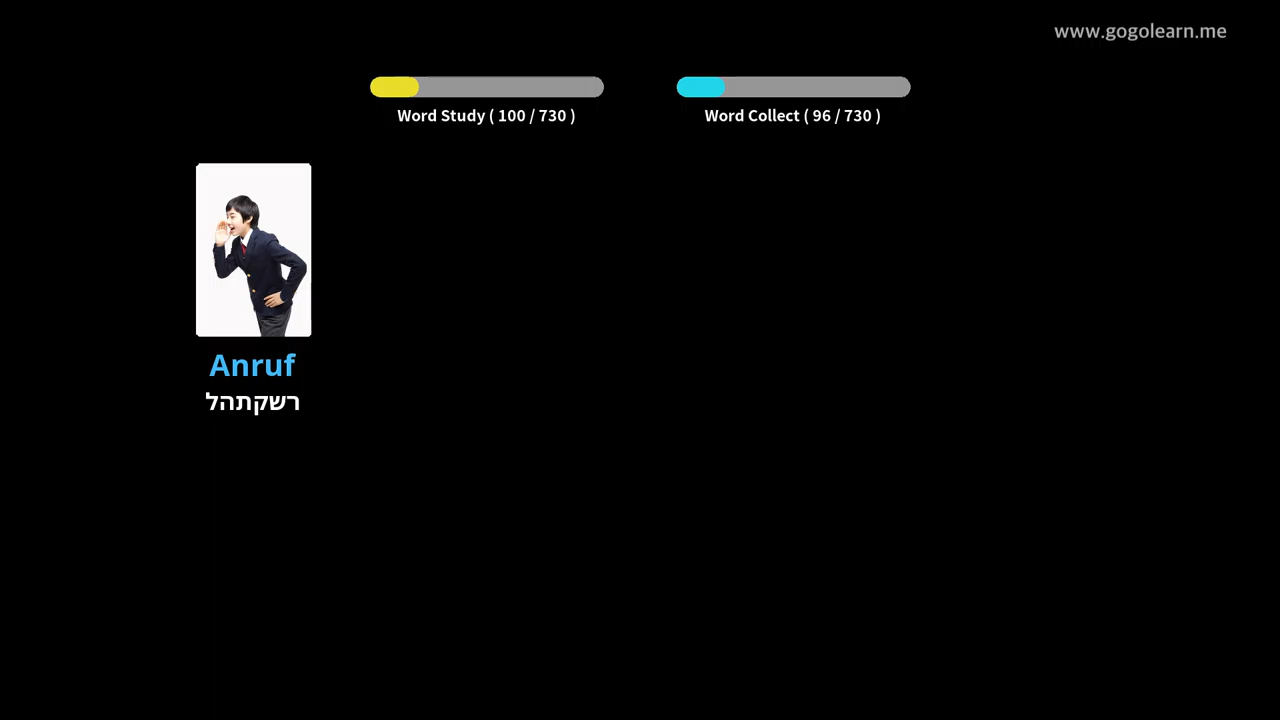 www.gogolearn.me
Word Study ( 100 / 730 )
Word Collect ( 96 / 730 )
Anruf
רשקתהל